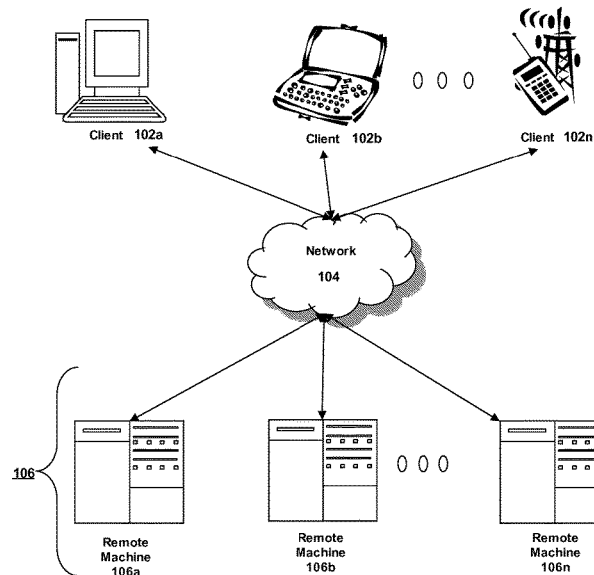 Client 102a
Client 102b
Client 102n
Network
104
106
Remote
Machine
106a
Remote
Machine
106b
Remote
Machine
106n